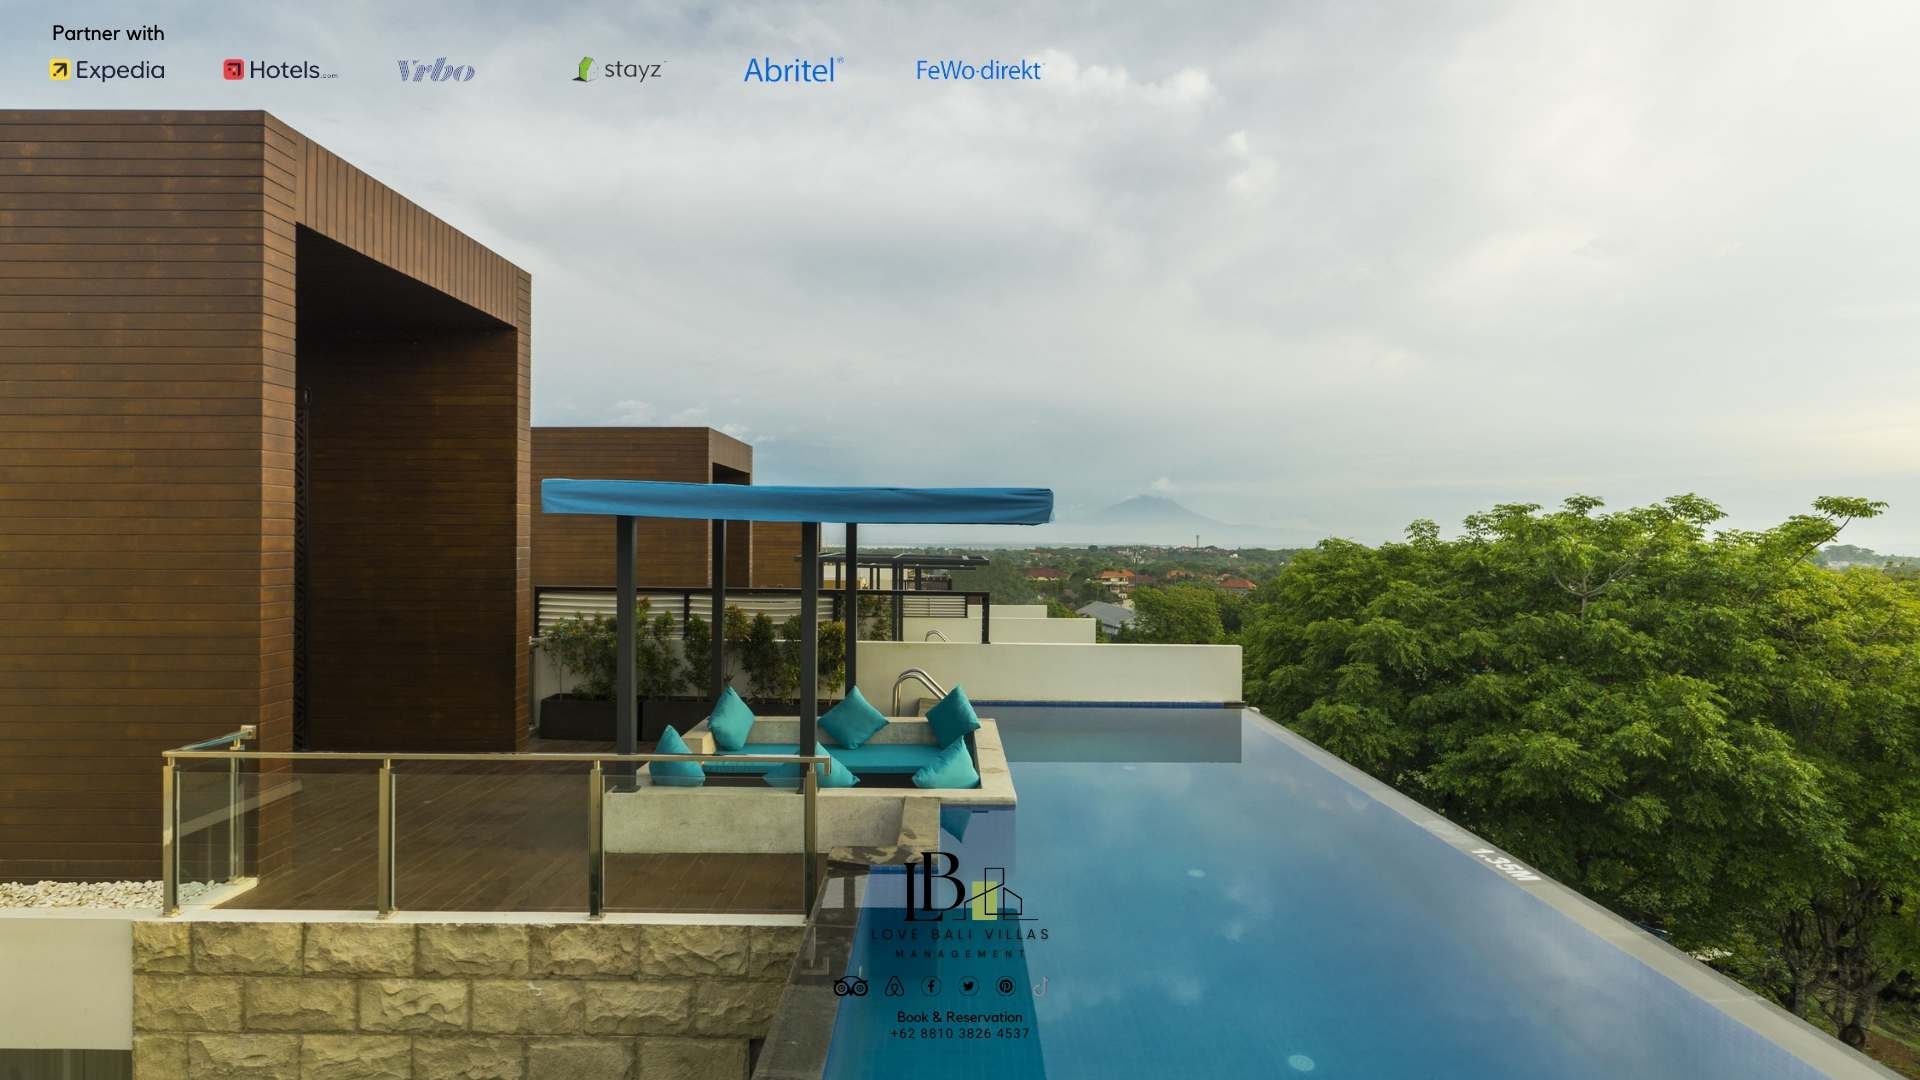 Partner with
Expedia
Hotels.com
Vrbo
stayz
Abritel®
FeWo-direkt
1.35M
LB
LOVE BALI VILLAS
MANAGEMENT
Book & Reservation
+62 8810 3826 4537